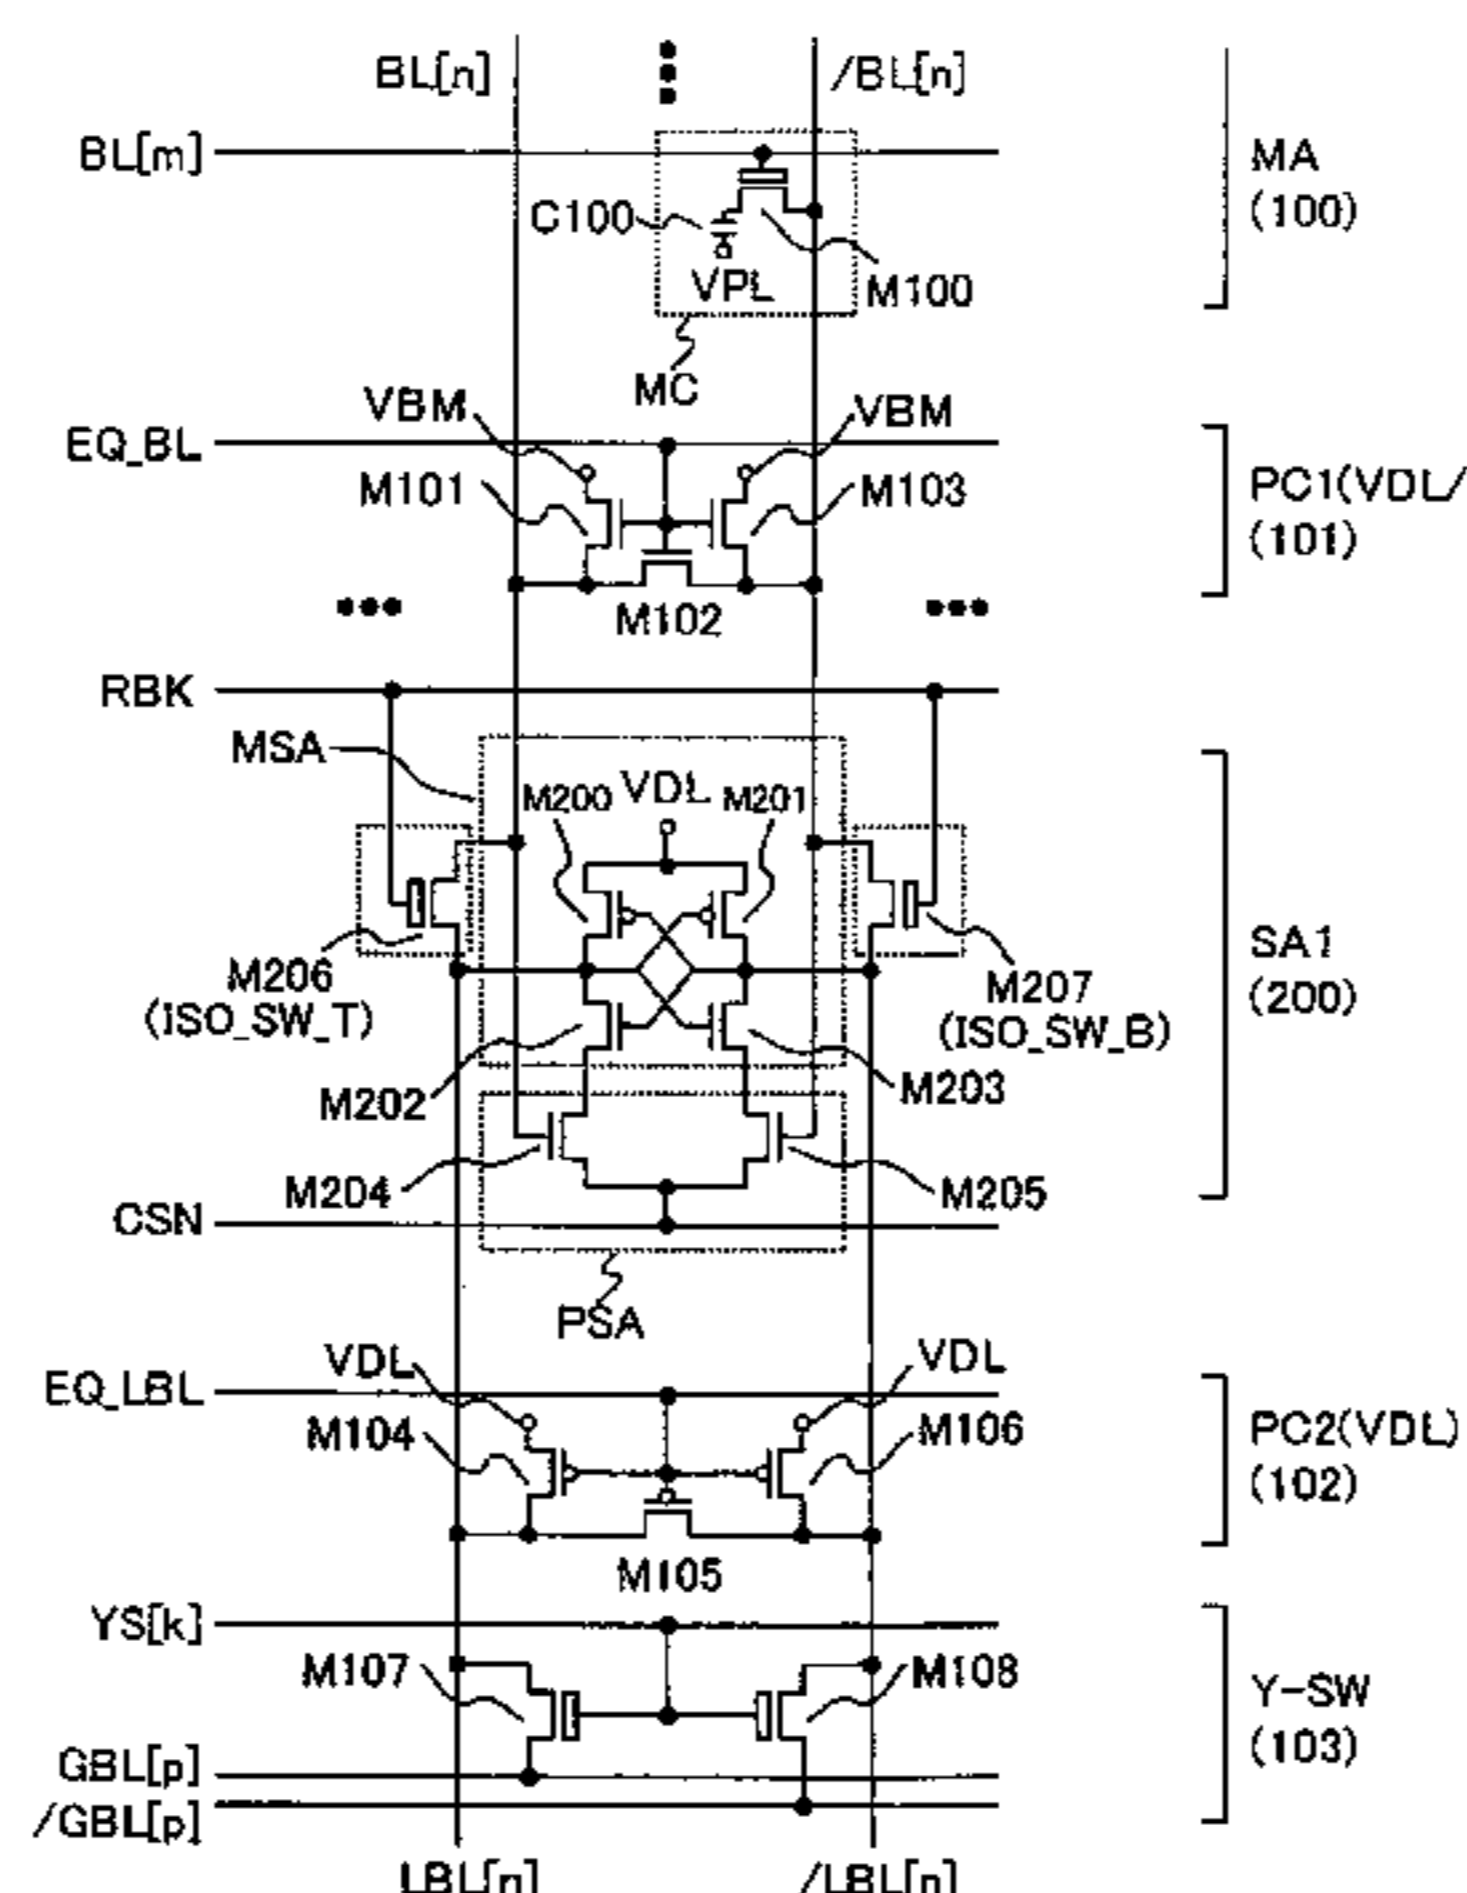 BL[n]
/BL[n]
BL[m]
C100
VPL
M100
MC
MA
(100)
VBM
VBM
EQ_BL
M101
M103
M102
PC1(VDL/
(101)
RBK
MSA
M200
VDL
M201
M206
(ISO_SW_T)
M207
(ISO_SW_B)
M202
M203
M204
M205
CSN
PSA
SA1
(200)
VDL
VDL
EQ_LBL
M104
M106
M105
PC2(VDL)
(102)
YS[k]
M107
M108
GBL[p]
/GBL[p]
Y-SW
(103)
LBL[n]
/LBL[n]